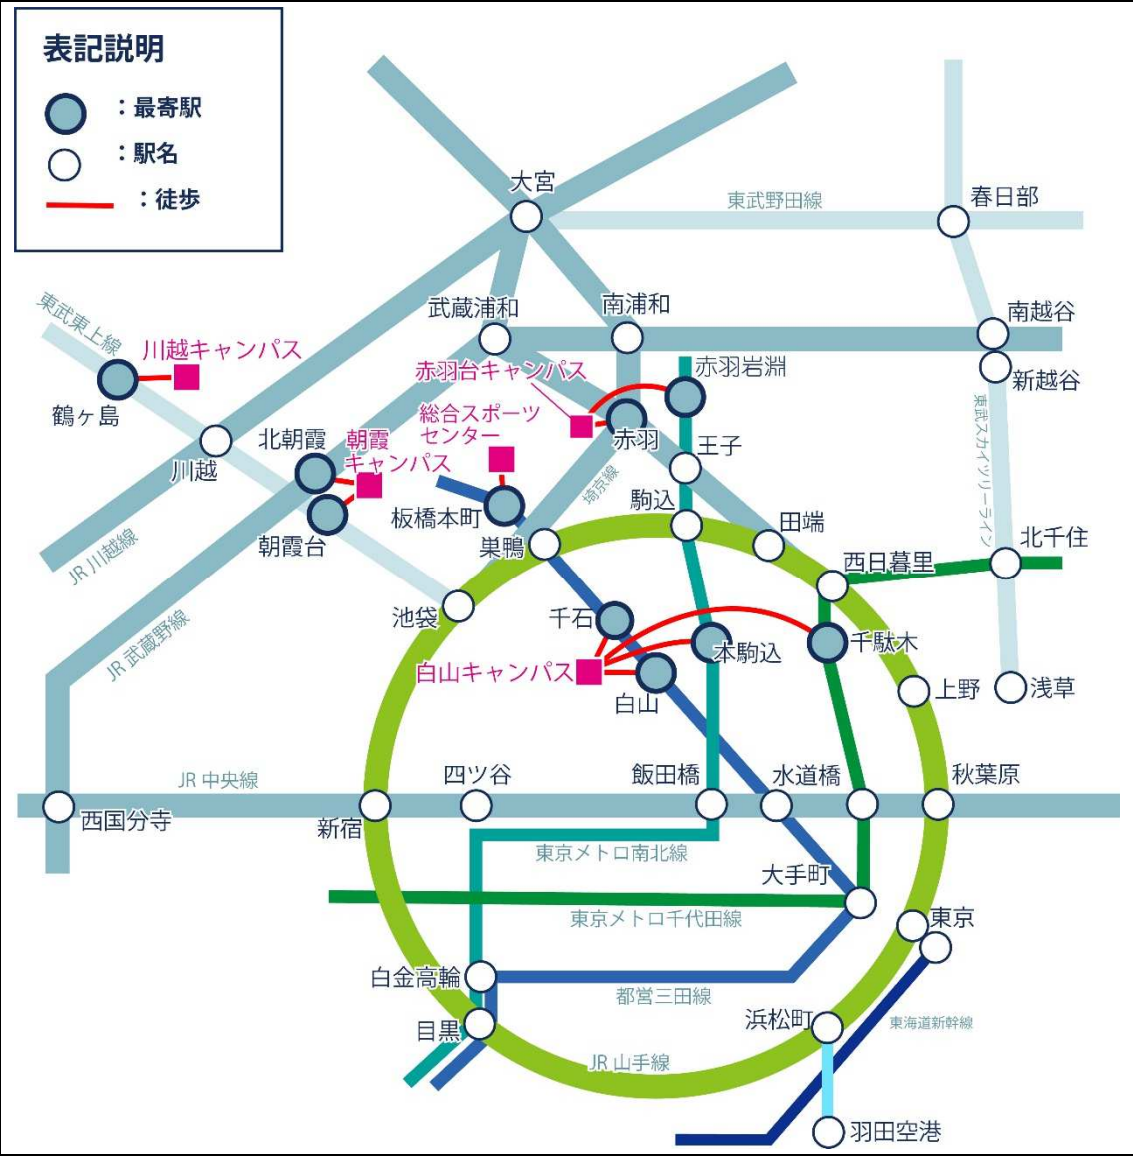 表記説明
：最寄駅
：駅名
：徒歩
大宮
東武野田線
春日部
東武東上線
武蔵浦和
南浦和
南越谷
川越キャンパス
赤羽台キャンパス
赤羽岩淵
新越谷
鶴ヶ島
総合スポーツ
センター
赤羽
東武スカイツリーライン
北朝霞
朝霞
キャンパス
王子
川越
埼京線
駒込
板橋本町
田端
朝霞台
巣鴨
北千住
JR 川越線
西日暮里
池袋
千石
JR 武蔵野線
本駒込
千駄木
白山キャンパス
白山
上野
浅草
JR 中央線
四ツ谷
飯田橋
水道橋
秋葉原
西国分寺
新宿
東京メトロ南北線
大手町
東京メトロ千代田線
東京
白金高輪
都営三田線
目黒
浜松町
東海道新幹線
JR 山手線
羽田空港